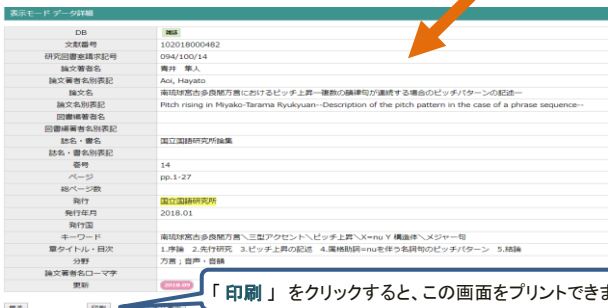 表示モード データ詳細
DB 雑誌
文献番号 102018000482
研究図書室請求記号 094/100/14
論文著者名 青井 隼人
論文著者名別表記 Aoi, Hayato
論文名 南琉球宮古多良間方言におけるピッチ上昇―複数の韻律句が連続する場合のピッチパターンの記述―
論文名別表記 Pitch rising in Miyako-Tarama Ryukyuan--Description of the pitch pattern in the case of a phrase sequence--
図書編著者名
図書編著者名別表記
誌名・書名 国立国語研究所論集
誌名・書名別表記
巻号 14
ページ pp.1-27
総ページ数
発行 国立国語研究所
発行年月 2018.01
発行国
キーワード 南琉球宮古多良間方言＼三型アクセント＼ピッチ上昇＼X=nu Y 構造体＼メジャー句
章タイトル・目次 1.序論 2.先行研究 3.ピッチ上昇の記述 4.属格助詞=nuを伴う名詞句のピッチパターン 5.結論
分野 方言；音声・音韻
論文著者名ローマ字
更新 2018.09
「 印刷 」 をクリックすると、この画面をプリントできま
戻る 印刷